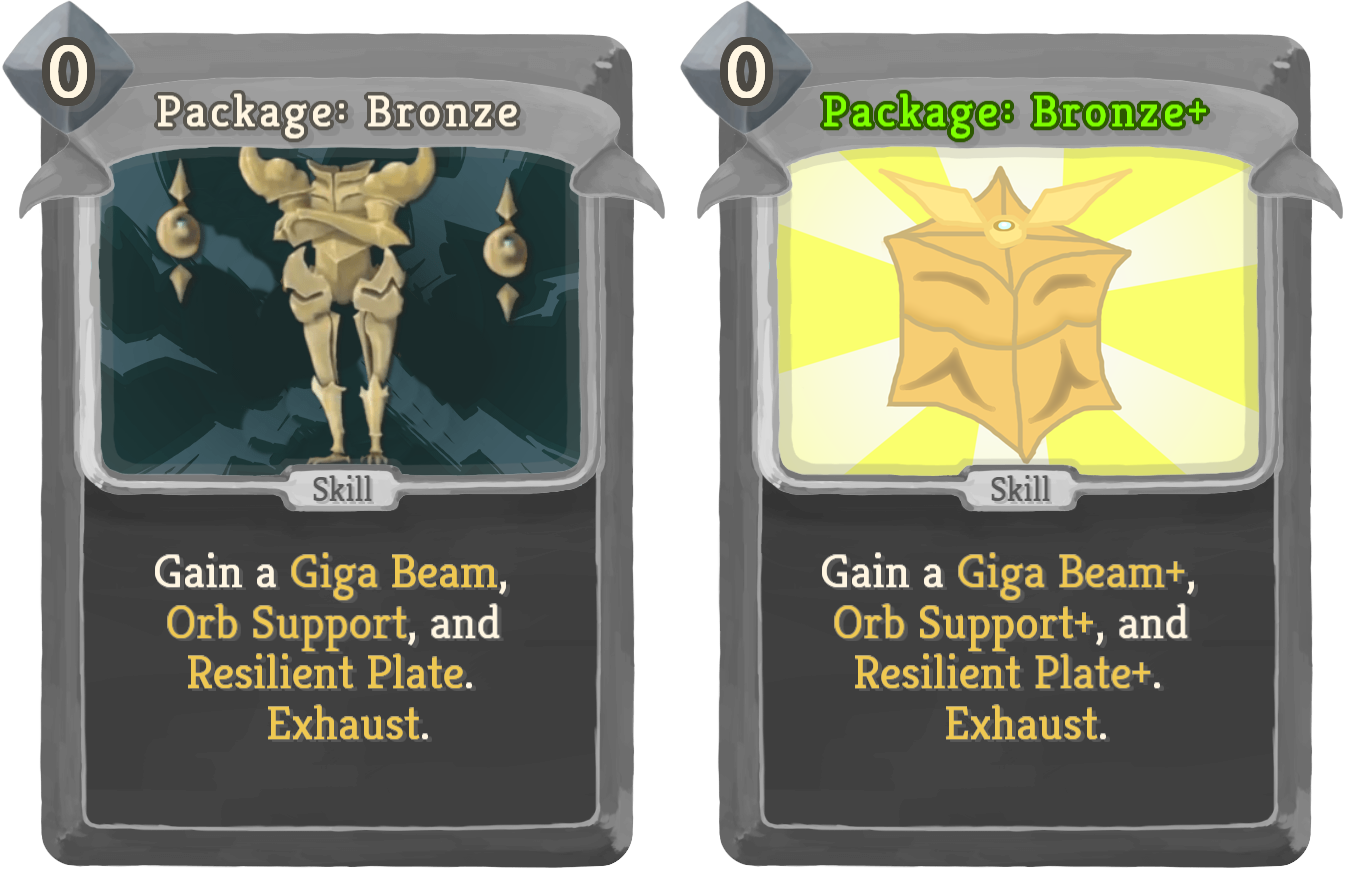 0
Package: Bronze
Skill
Gain a Giga Beam,
Orb Support, and
Resilient Plate.
Exhaust.
0
Package: Bronze+
Skill
Gain a Giga Beam+,
Orb Support+, and
Resilient Plate+.
Exhaust.